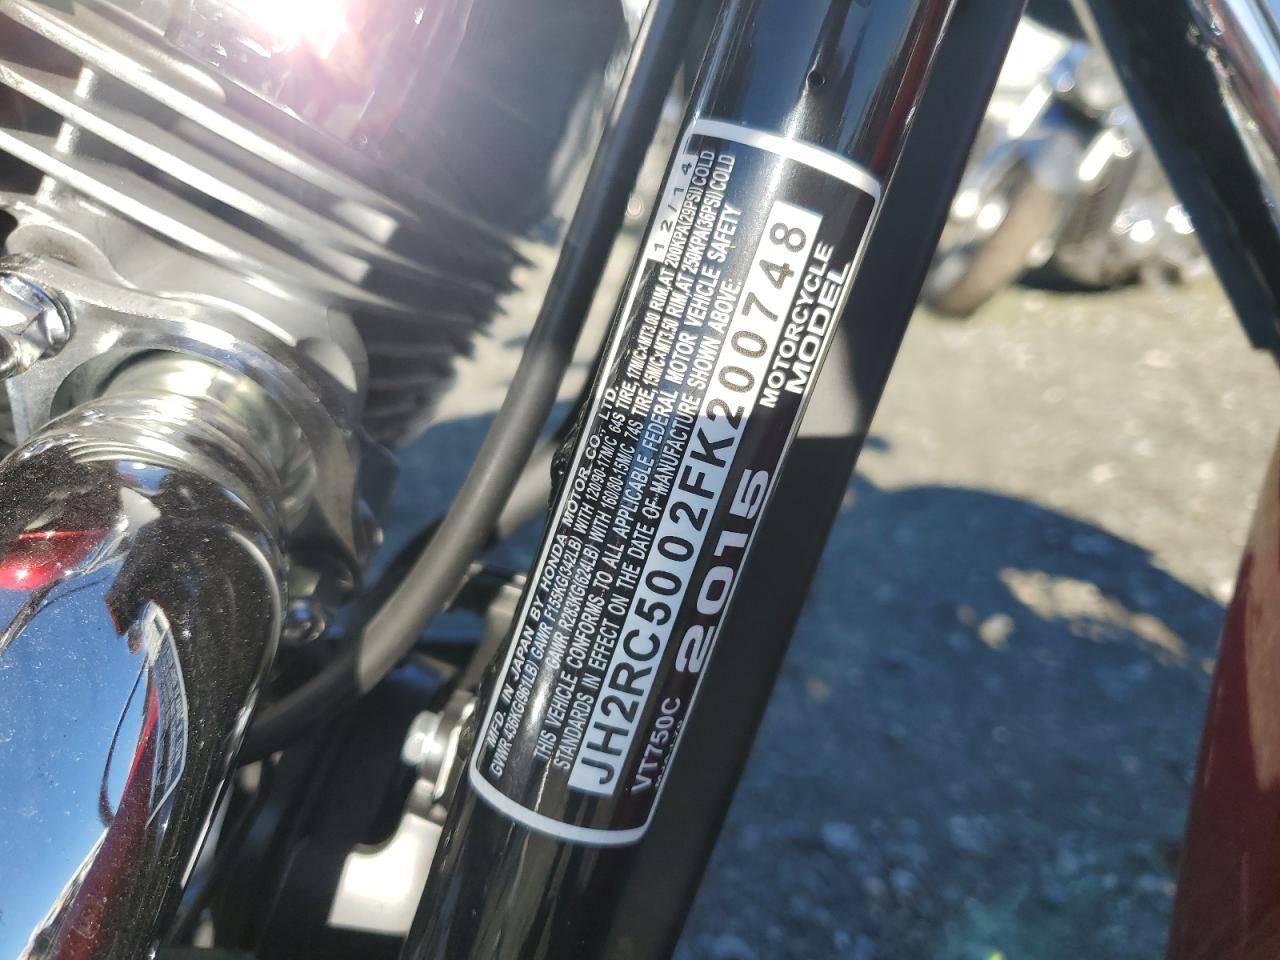 MFD. IN JAPAN BY HONDA MOTOR CO., LTD. 12/14
GVWR 436KG(961LB) GAWR F155KG(342LB) WITH 120/90-17M/C 64S TIRE, 17M/C×MT3.00 RIM, AT 200KPA(29PSI) COLD
GAWR R283KG(624LB) WITH 160/80-15M/C 74S TIRE, 15M/C×MT3.50 RIM, AT 250KPA(36PSI) COLD
THIS VEHICLE CONFORMS TO ALL APPLICABLE FEDERAL MOTOR VEHICLE SAFETY
STANDARDS IN EFFECT ON THE DATE OF MANUFACTURE SHOWN ABOVE:
JH2RC5002FK200748
VT750C 2015 MOTORCYCLE
MODEL